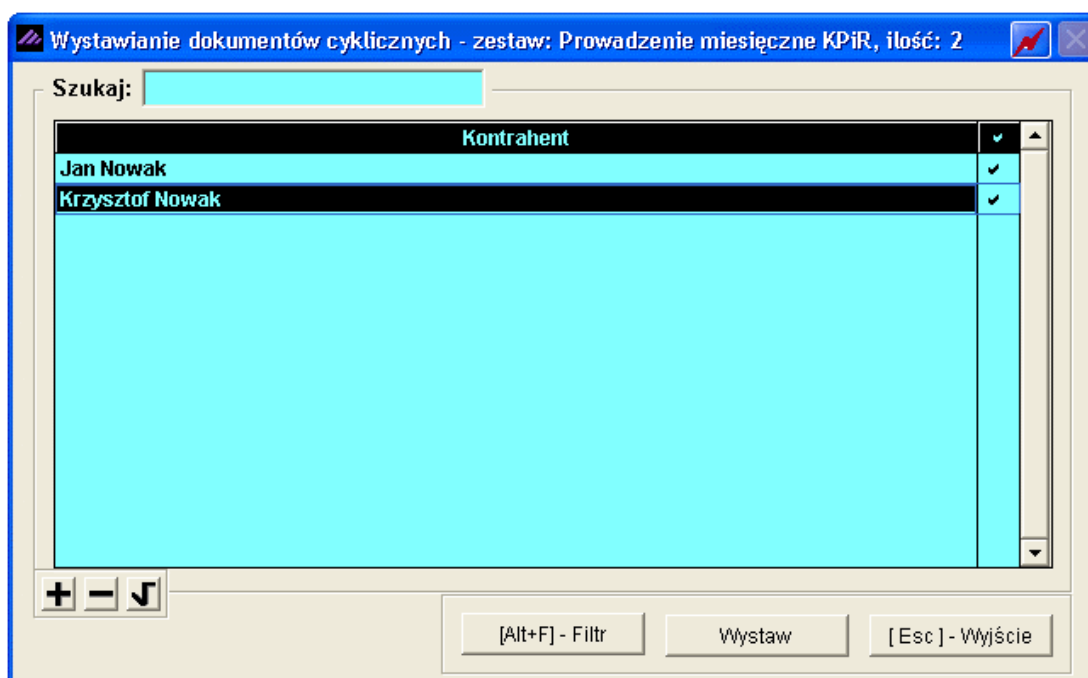 Wystawianie dokumentów cyklicznych - zestaw: Prowadzenie miesięczne KPiR, ilość: 2
Szukaj:
Kontrahent
Jan Nowak
Krzysztof Nowak
[Alt+F] - Filtr
Wystaw
[ Esc ] - Wyjście